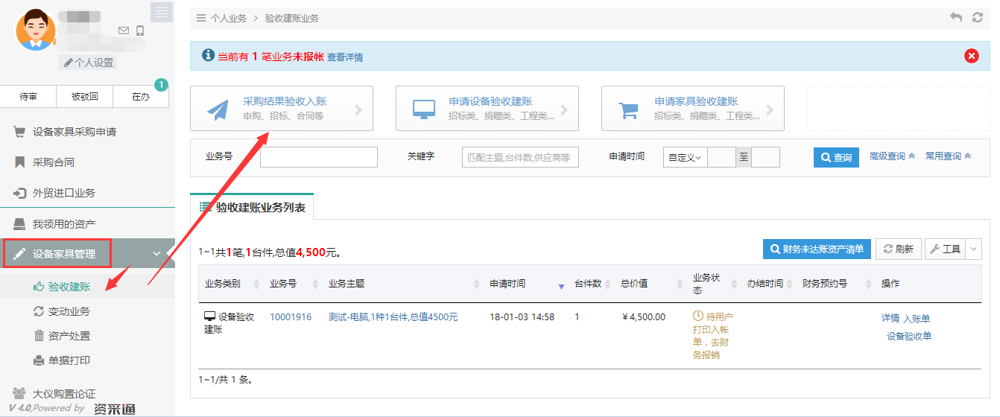 个人设置
待审 被驳回 在办 1
设备家具采购申请
采购合同
外贸进口业务
我领用的资产
设备家具管理
验收建账
变动业务
资产处置
单据打印
大仪购置论证
V 4.0,Powered by 资采通
个人业务 > 验收建账业务
当前有 1 笔业务未报帐 查看详情
采购结果验收入账
申购、招标、合同等
申请设备验收建账
招标类、捐赠类、工程类...
申请家具验收建账
招标类、捐赠类、工程类...
业务号 关键字 匹配主题,台件数,供应商等 申请时间 自定义 至 查询 高级查询 常用查询
验收建账业务列表
1~1共1笔,1台件,总值4,500元。
财务未达账资产清单 刷新 工具
业务类别 业务号 业务主题 申请时间 台件数 总价值 业务状态 办结时间 财务预约号 操作
设备验收建账 10001916 测试-电脑,1种1台件,总值4500元 18-01-03 14:58 1 ¥4,500.00 待用户打印入帐单，去财务报销 详情 入账单
设备验收单
1~1/共 1 条。